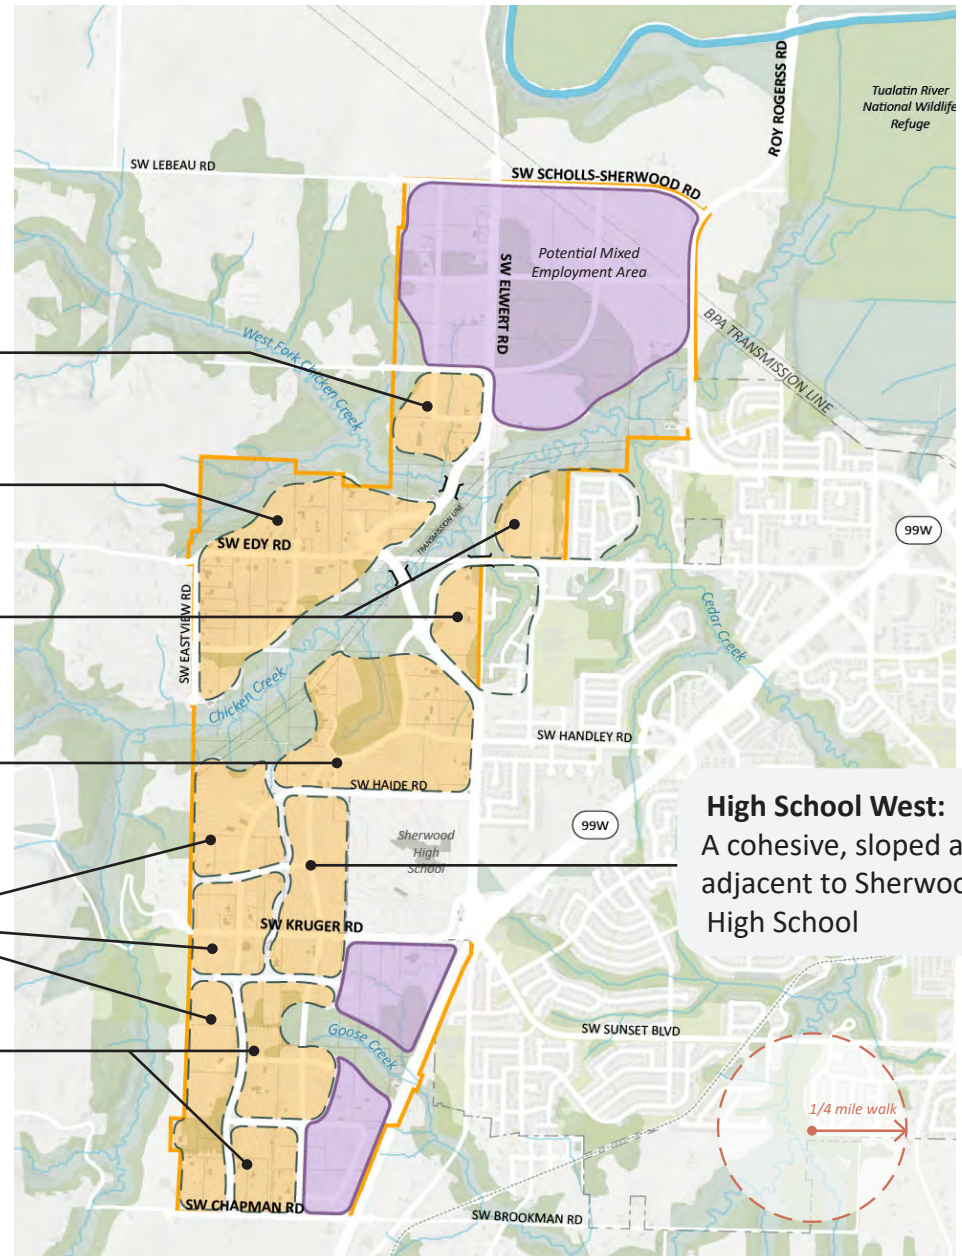 Tualatin River
National Wildlife
Refuge
ROY ROGERSS RD
SW LEBEAU RD
SW SCHOLLS-SHERWOOD RD
Potential Mixed
Employment Area
SW ELWERT RD
BPA TRANSMISSION LINE
West Fork Chicken Creek
99W
TRANSMISSION LINE
SW EDY RD
SW EASTVIEW RD
Cedar Creek
Chicken Creek
SW HANDLEY RD
SW HAIDE RD
99W
Sherwood
High
School
High School West:
A cohesive, sloped a
adjacent to Sherwoo
High School
SW KRUGER RD
Goose Creek
SW SUNSET BLVD
1/4 mile walk
SW CHAPMAN RD
SW BROOKMAN RD